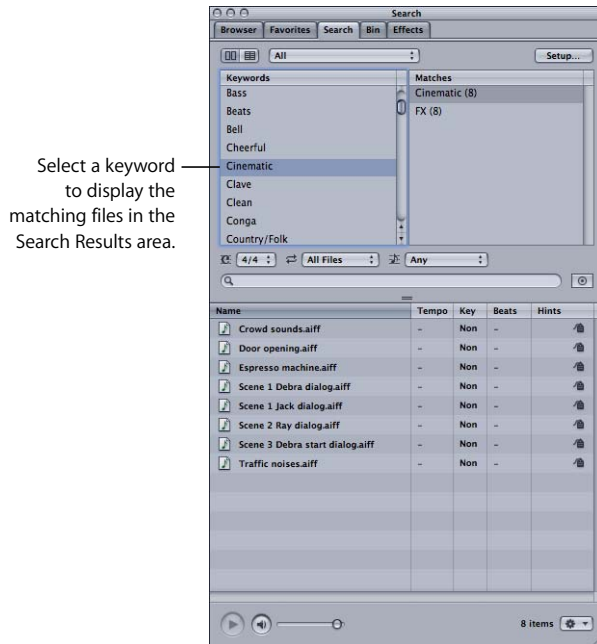 Search
Browser Favorites Search Bin Effects
All Setup...
Keywords Matches
Bass Cinematic (8)
Beats FX (8)
Bell
Cheerful
Cinematic
Clave
Clean
Conga
Country/Folk
Select a keyword
to display the
matching files in the
Search Results area.
4/4 All Files Any
Name Tempo Key Beats Hints
Crowd sounds.aiff - Non -
Door opening.aiff - Non -
Espresso machine.aiff - Non -
Scene 1 Debra dialog.aiff - Non -
Scene 1 Jack dialog.aiff - Non -
Scene 2 Ray dialog.aiff - Non -
Scene 3 Debra start dialog.aiff - Non -
Traffic noises.aiff - Non -
8 items